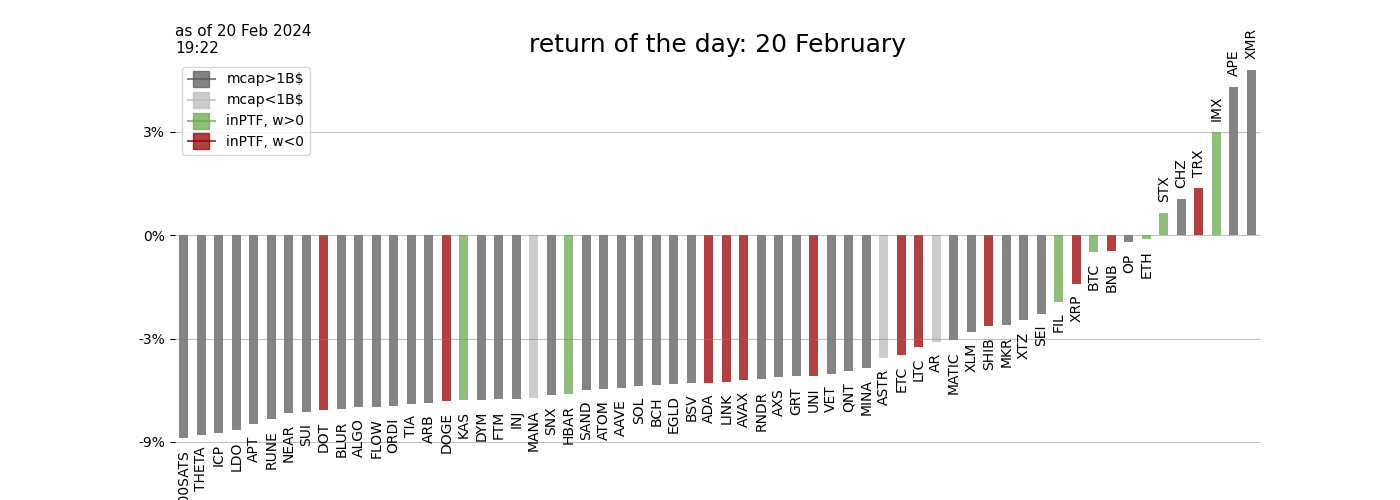 as of 20 Feb 2024
19:22
return of the day: 20 February
mcap>1B$
mcap<1B$
inPTF, w>0
inPTF, w<0
3%
0%
-3%
-9%
THETA
ICP
LDO
APT
RUNE
NEAR
SUI
DOT
BLUR
ALGO
FLOW
ORDI
TIA
ARB
DOGE
KAS
DYM
FTM
INJ
MANA
SNX
HBAR
SAND
ATOM
AAVE
SOL
BCH
EGLD
BSV
ADA
LINK
AVAX
RNDR
AXS
GRT
UNI
VET
QNT
MINA
ASTR
ETC
LTC
AR
MATIC
XLM
SHIB
MKR
XTZ
SEI
FIL
XRP
BTC
BNB
OP
ETH
STX
CHZ
TRX
IMX
APE
XMR